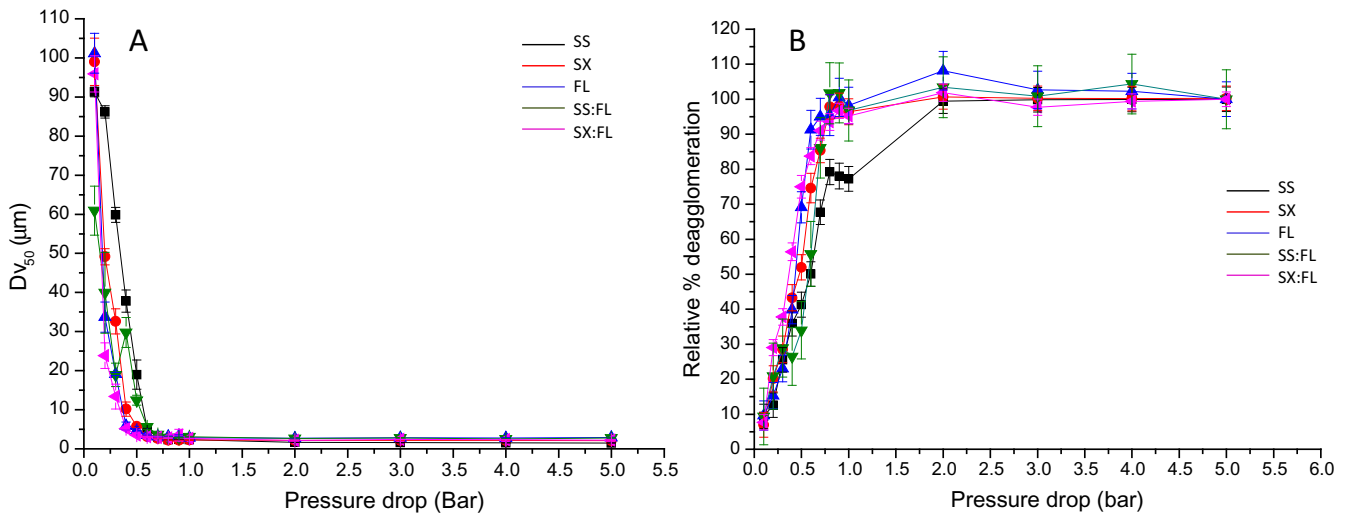 A
110
100
90
80
70
60
50
40
30
20
10
0
Dv50 (µm)
0.0 0.5 1.0 1.5 2.0 2.5 3.0 3.5 4.0 4.5 5.0 5.5
Pressure drop (Bar)
SS
SX
FL
SS:FL
SX:FL
B
120
110
100
90
80
70
60
50
40
30
20
10
0
Relative % deagglomeration
0.0 0.5 1.0 1.5 2.0 2.5 3.0 3.5 4.0 4.5 5.0 5.5 6.0
Pressure drop (bar)
SS
SX
FL
SS:FL
SX:FL